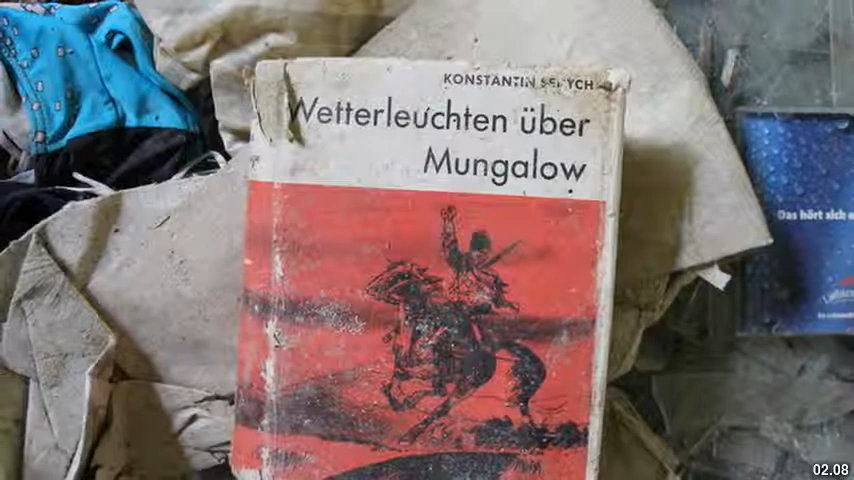 KONSTANTIN
Wetterleuchten über
Mungalow
Das hört sich
02.08